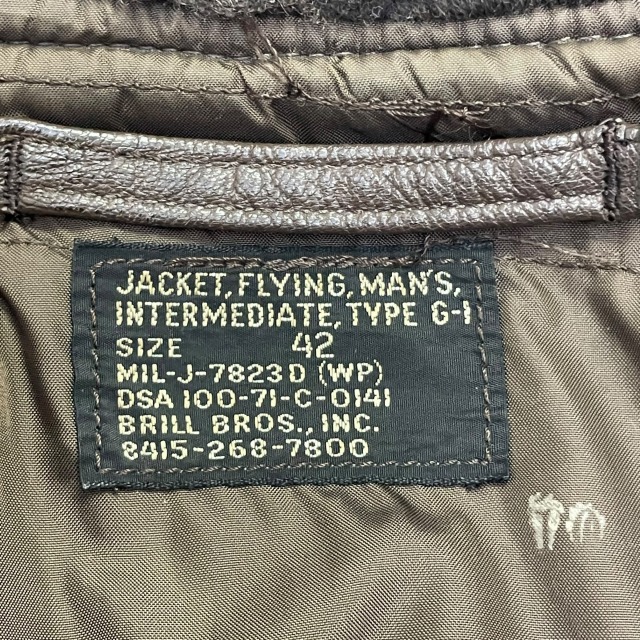 JACKET, FLYING, MAN'S,
INTERMEDIATE, TYPE G-1
SIZE 42
MIL-J-7823D (WP)
DSA 100-71-C-0141
BRILL BROS., INC.
8415-268-7800